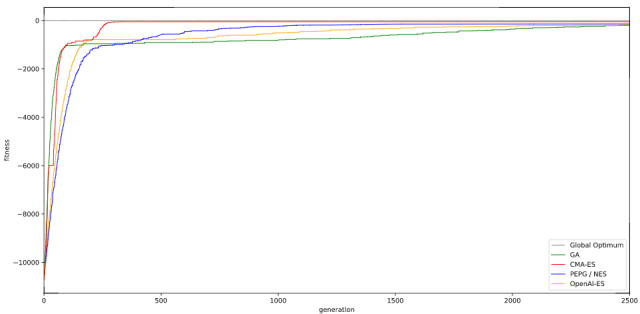 0
−2000
−4000
−6000
−8000
−10000
fitness
0
500
1000
1500
2000
2500
generation
Global Optimum
GA
CMA-ES
PEPG / NES
OpenAI-ES